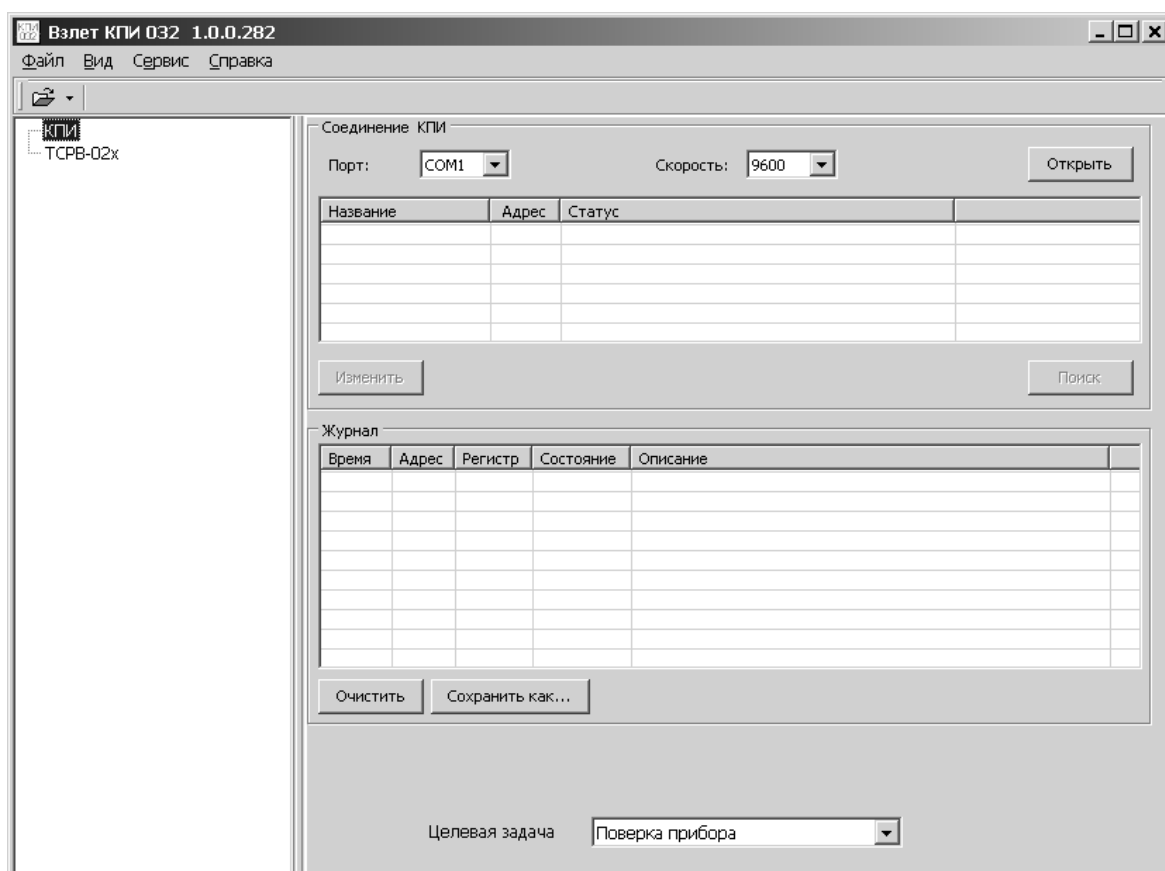 Взлет КПИ 032 1.0.0.282
Файл Вид Сервис Справка
КПИ
ТСРВ-02х
Соединение КПИ
Порт: COM1 Скорость: 9600 Открыть
Название Адрес Статус
Изменить Поиск
Журнал
Время Адрес Регистр Состояние Описание
Очистить Сохранить как...
Целевая задача Поверка прибора